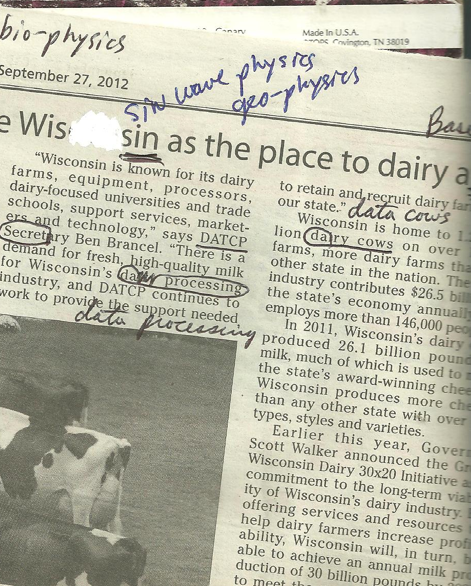 Made in U.S.A.
Covington, TN 38019
bio-physics
September 27, 2012
sin wave physics
geo-physics
e Wis sin as the place to dairy a
"Wisconsin is known for its dairy
farms, equipment, processors,
dairy-focused universities and trade
schools, support services, market-
ers and technology," says DATCP
Secretary Ben Brancel. "There is a
demand for fresh, high-quality milk
for Wisconsin's dairy processing
industry, and DATCP continues to
work to provide the support needed
data processing
to retain and recruit dairy far
our state."
data cows
Wisconsin is home to 1.
lion dairy cows on over
farms, more dairy farms th
other state in the nation. The
industry contributes $26.5 bil
the state's economy annually
employs more than 146,000 peo
In 2011, Wisconsin's dairy
produced 26.1 billion pound
milk, much of which is used to
the state's award-winning chee
Wisconsin produces more che
than any other state with over
types, styles and varieties.
Earlier this year, Gover
Scott Walker announced the Gr
Wisconsin Dairy 30x20 Initiative a
commitment to the long-term via
ity of Wisconsin's dairy industry.
offering services and resources
help dairy farmers increase prof
ability, Wisconsin will, in turn,
able to achieve an annual milk pr
duction of 30 billion pounds by
to meet the